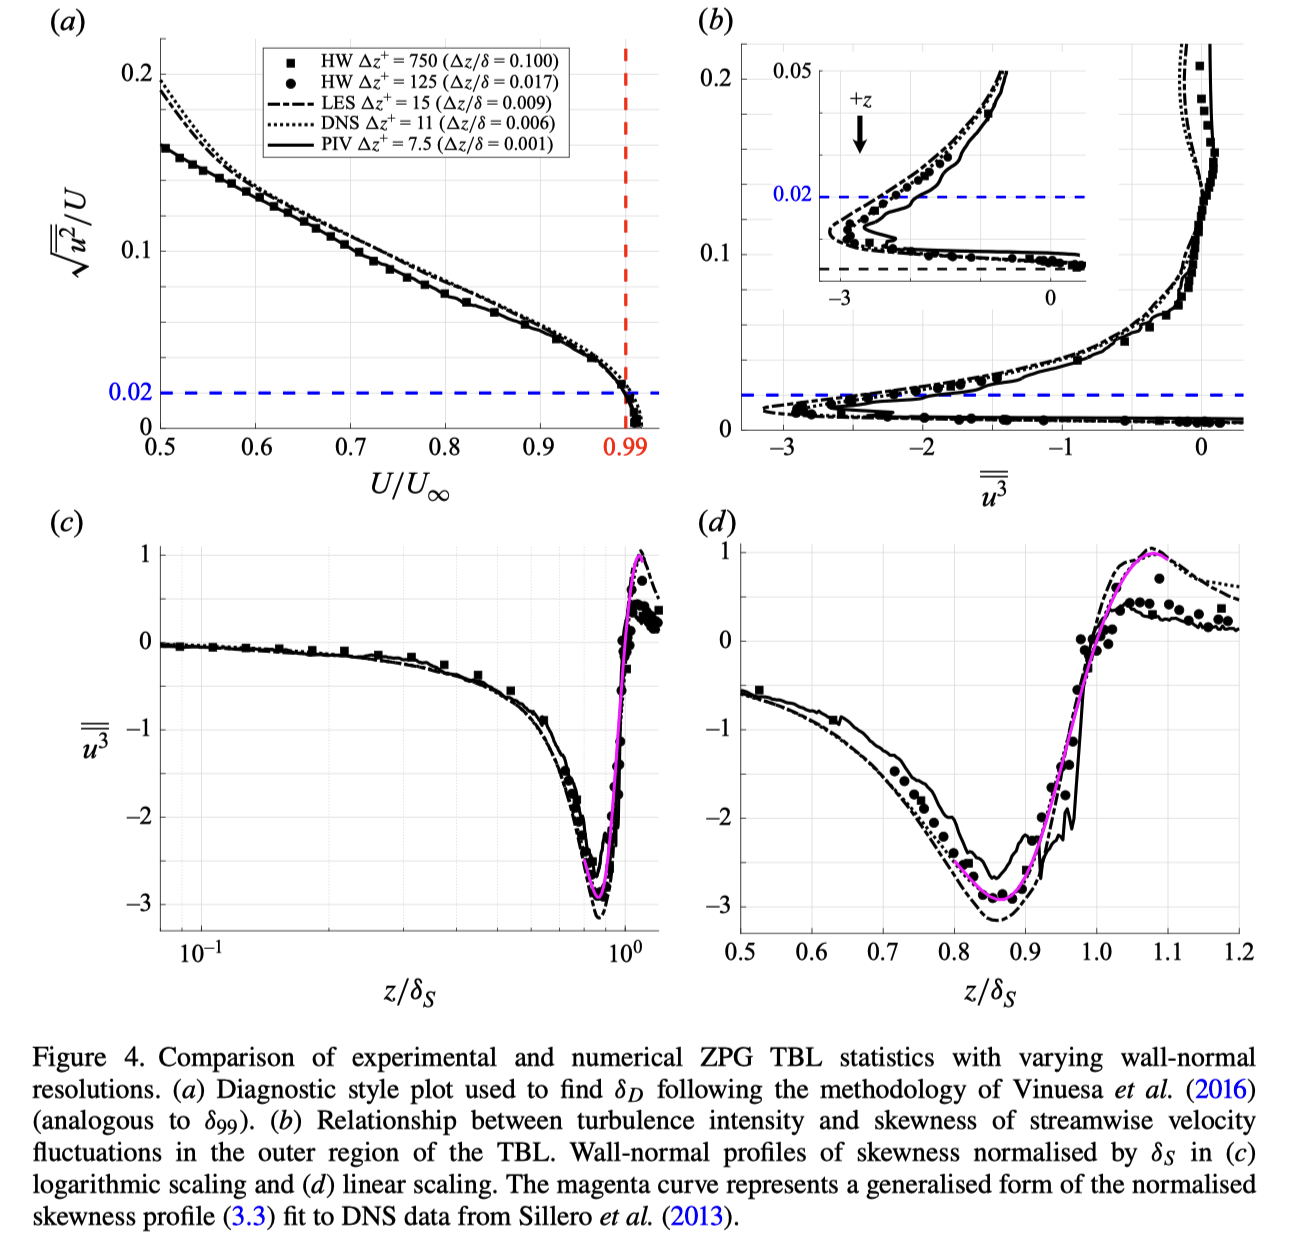 (a)
HW Δz⁺ = 750 (Δz/δ = 0.100)
HW Δz⁺ = 125 (Δz/δ = 0.017)
LES Δz⁺ = 15 (Δz/δ = 0.009)
DNS Δz⁺ = 11 (Δz/δ = 0.006)
PIV Δz⁺ = 7.5 (Δz/δ = 0.001)
0.2
0.1
0.02
0
√u²/U
0.5 0.6 0.7 0.8 0.9 0.99
U/U∞
(b)
0.2
0.1
0
0.05
+z
0.02
−3 0
−3 −2 −1 0
u³
(c)
1
0
−1
−2
−3
u³
10⁻¹ 10⁰
z/δS
(d)
1
0
−1
−2
−3
0.5 0.6 0.7 0.8 0.9 1.0 1.1 1.2
z/δS
Figure 4. Comparison of experimental and numerical ZPG TBL statistics with varying wall-normal
resolutions. (a) Diagnostic style plot used to find δD following the methodology of Vinuesa et al. (2016)
(analogous to δ99). (b) Relationship between turbulence intensity and skewness of streamwise velocity
fluctuations in the outer region of the TBL. Wall-normal profiles of skewness normalised by δS in (c)
logarithmic scaling and (d) linear scaling. The magenta curve represents a generalised form of the normalised
skewness profile (3.3) fit to DNS data from Sillero et al. (2013).